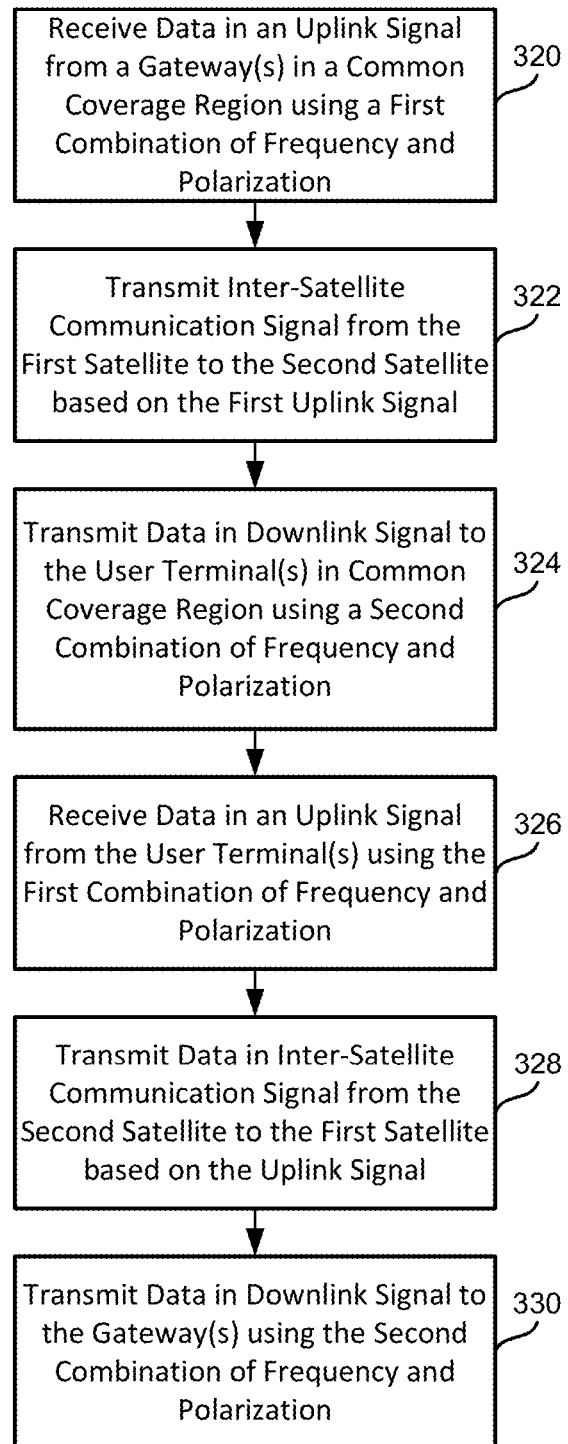 Receive Data in an Uplink Signal
from a Gateway(s) in a Common
Coverage Region using a First
Combination of Frequency and
Polarization
320
Transmit Inter-Satellite
Communication Signal from the
First Satellite to the Second Satellite
based on the First Uplink Signal
322
Transmit Data in Downlink Signal to
the User Terminal(s) in Common
Coverage Region using a Second
Combination of Frequency and
Polarization
324
Receive Data in an Uplink Signal
from the User Terminal(s) using the
First Combination of Frequency and
Polarization
326
Transmit Data in Inter-Satellite
Communication Signal from the
Second Satellite to the First Satellite
based on the Uplink Signal
328
Transmit Data in Downlink Signal to
the Gateway(s) using the Second
Combination of Frequency and
Polarization
330